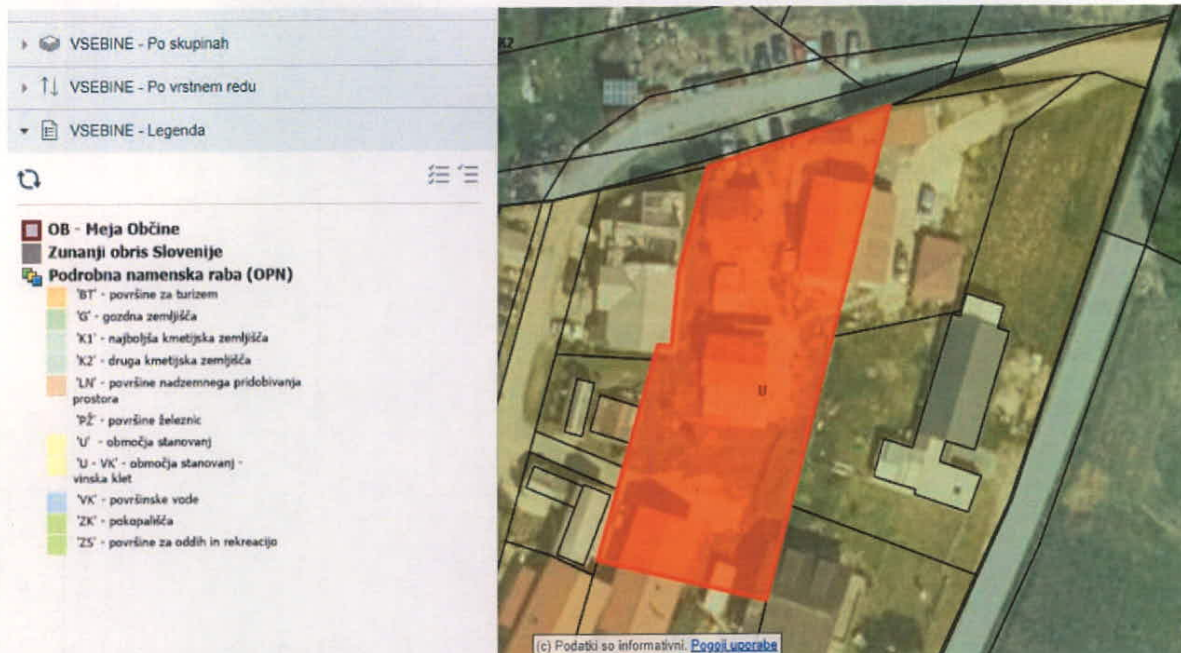 VSEBINE - Po skupinah
VSEBINE - Po vrstnem redu
VSEBINE - Legenda
OB - Meja Občine
Zunanji obris Slovenije
Podrobna namenska raba (OPN)
'BT' - površine za turizem
'G' - gozdna zemljišča
'K1' - najboljša kmetijska zemljišča
'K2' - druga kmetijska zemljišča
'LN' - površine nadzemnega pridobivanja
prostora
'PŽ' - površine železnic
'U' - območja stanovanj
'U - VK' - območja stanovanj -
vinska klet
'VK' - površinske vode
'ZK' - pokopališča
'ZS' - površine za oddih in rekreacijo
K2
U
(c) Podatki so informativni. Pogoji uporabe